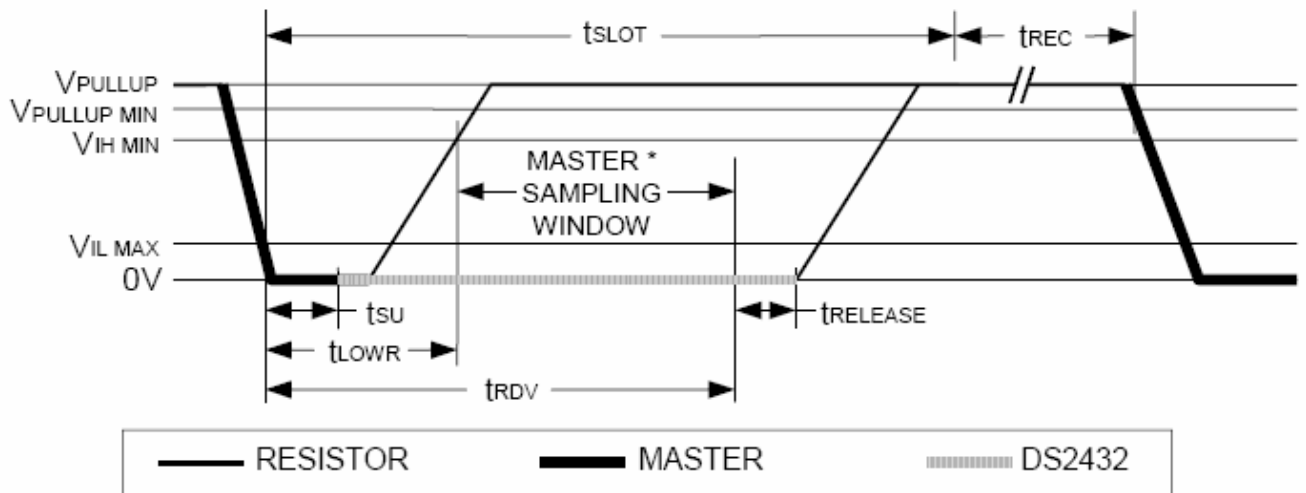 tSLOT
tREC
VPULLUP
VPULLUP MIN
VIH MIN
MASTER *
SAMPLING
WINDOW
VIL MAX
0V
tSU
tRELEASE
tLOWR
tRDV
RESISTOR
MASTER
DS2432